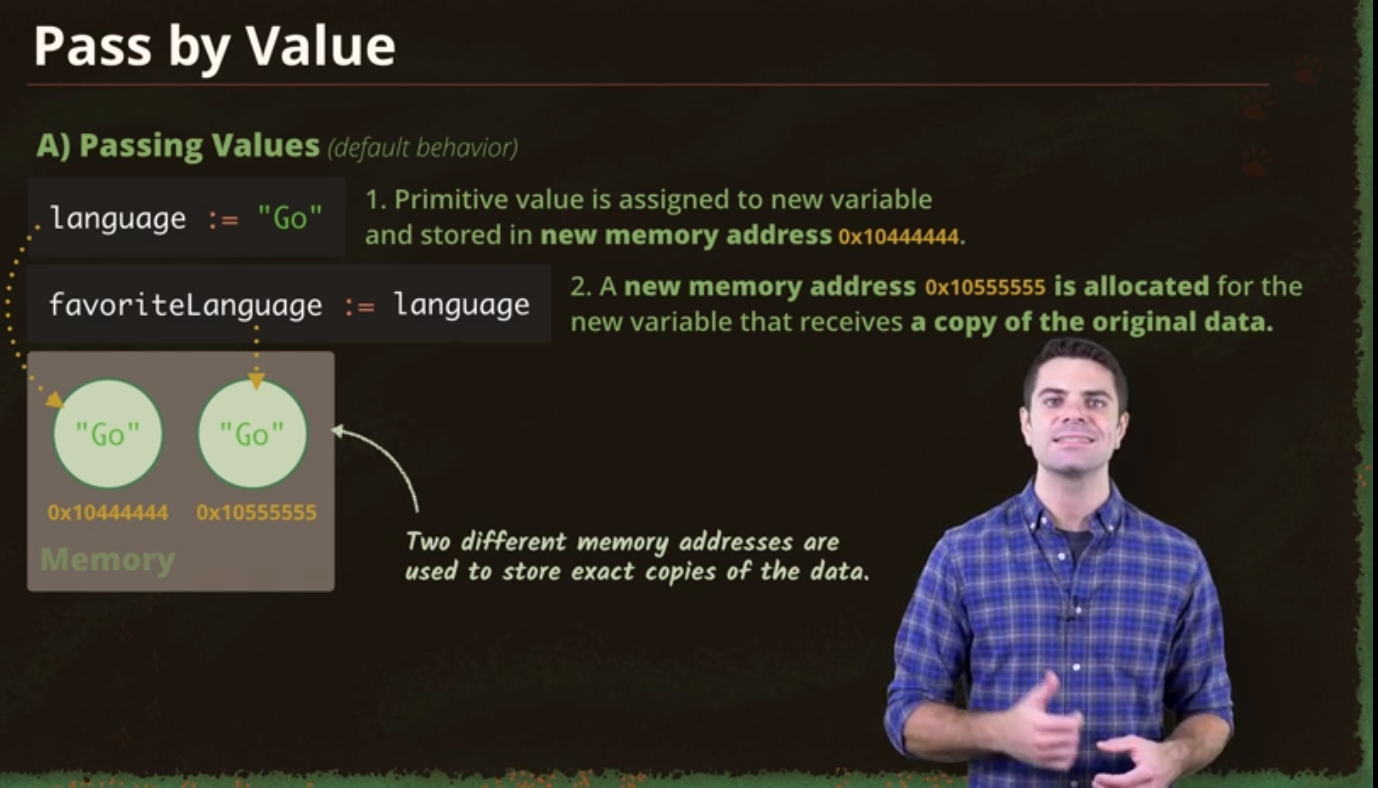 Pass by Value
A) Passing Values (default behavior)
language := "Go"
1. Primitive value is assigned to new variable
and stored in new memory address 0x10444444.
favoriteLanguage := language
2. A new memory address 0x10555555 is allocated for the
new variable that receives a copy of the original data.
"Go" "Go"
0x10444444 0x10555555
Memory
Two different memory addresses are
used to store exact copies of the data.